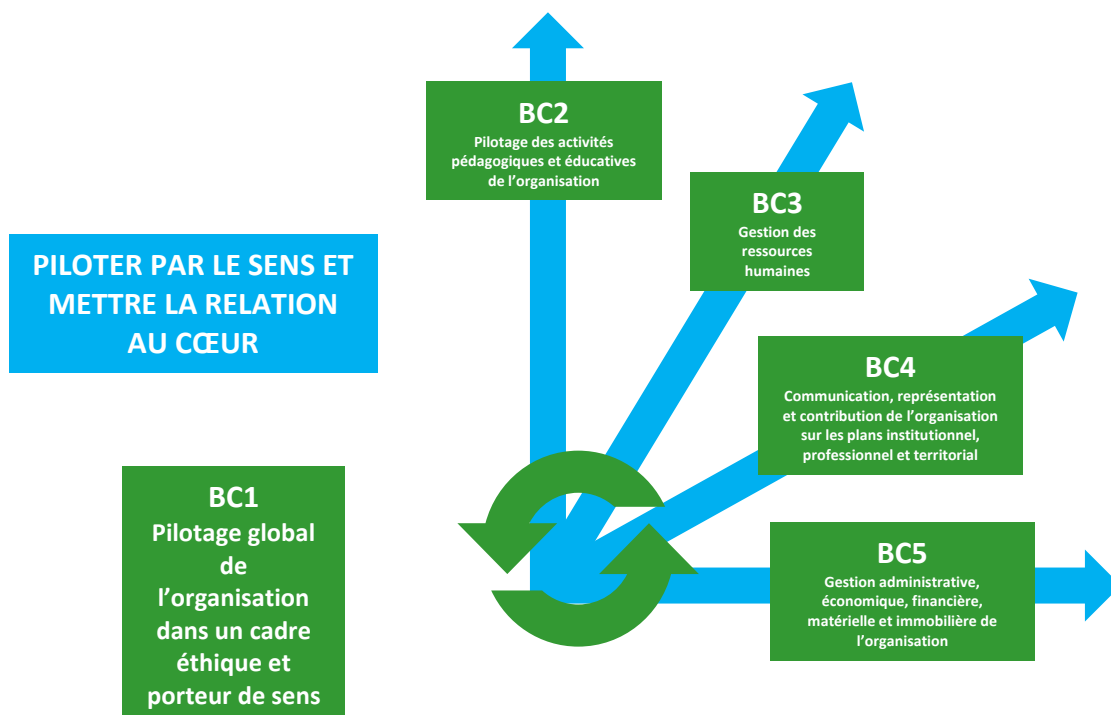 BC2
Pilotage des activités
pédagogiques et éducatives
de l’organisation
BC3
Gestion des
ressources
humaines
PILOTER PAR LE SENS ET
METTRE LA RELATION
AU CŒUR
BC4
Communication, représentation
et contribution de l’organisation
sur les plans institutionnel,
professionnel et territorial
BC1
Pilotage global
de
l’organisation
dans un cadre
éthique et
porteur de sens
BC5
Gestion administrative,
économique, financière,
matérielle et immobilière de
l’organisation